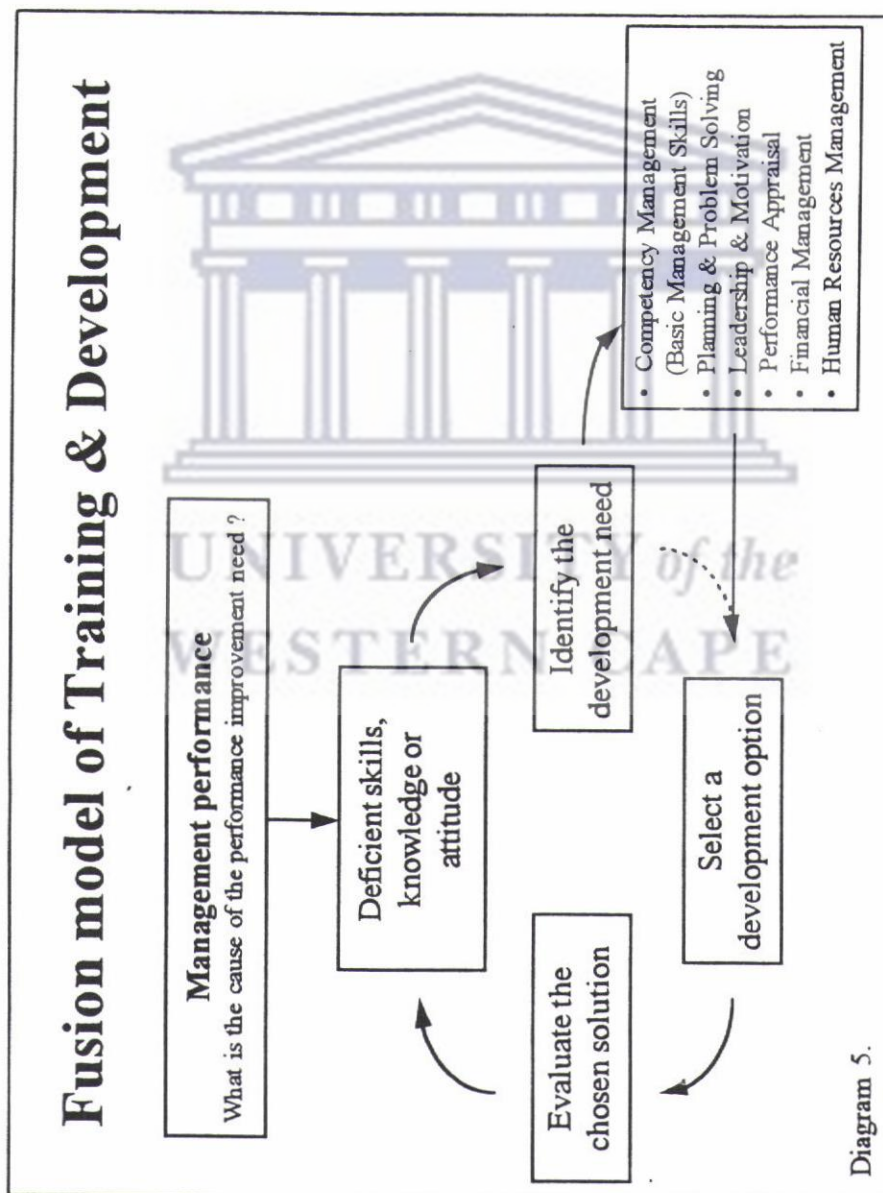 Fusion model of Training & Development
Management performance
What is the cause of the performance improvement need ?
Deficient skills,
knowledge or
attitude
Identify the
development need
• Competency Management
(Basic Management Skills)
• Planning & Problem Solving
• Leadership & Motivation
• Performance Appraisal
• Financial Management
• Human Resources Management
Select a
development option
Evaluate the
chosen solution
Diagram 5.
UNIVERSITY of the
WESTERN CAPE